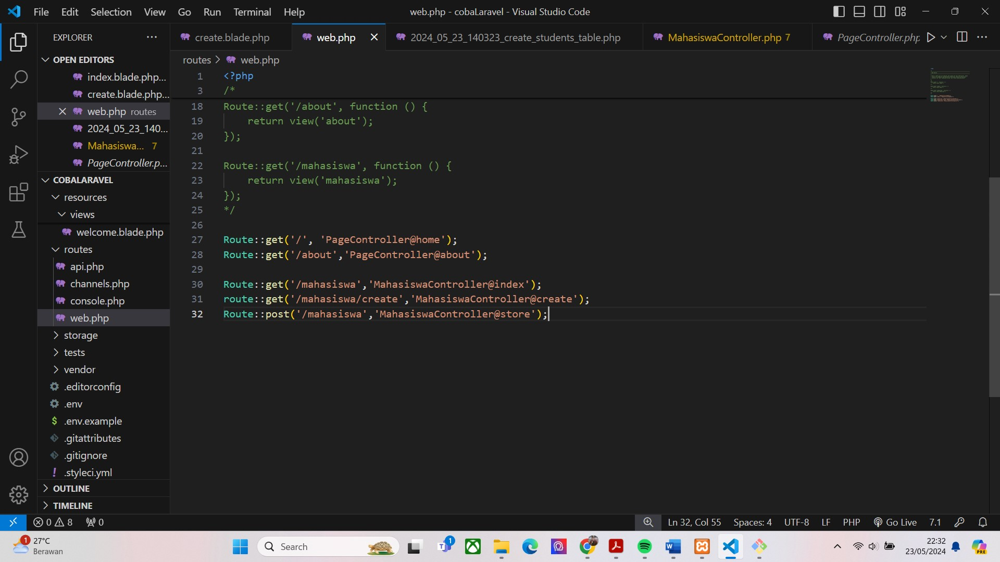 File Edit Selection View Go Run Terminal Help
web.php - cobaLaravel - Visual Studio Code
EXPLORER
OPEN EDITORS
index.blade.php...
create.blade.php...
web.php routes
2024_05_23_140...
Mahasiswa... 7
PageController.p...
COBALARAVEL
resources
views
welcome.blade.php
routes
api.php
channels.php
console.php
web.php
storage
tests
vendor
.editorconfig
.env
$ .env.example
.gitattributes
.gitignore
! .styleci.yml
OUTLINE
TIMELINE
create.blade.php
web.php
2024_05_23_140323_create_students_table.php
MahasiswaController.php 7
PageController.php
routes > web.php
1 <?php
3 /*
18 Route::get('/about', function () {
19 return view('about');
20 });
21
22 Route::get('/mahasiswa', function () {
23 return view('mahasiswa');
24 });
25 */
26
27 Route::get('/', 'PageController@home');
28 Route::get('/about','PageController@about');
29
30 Route::get('/mahasiswa','MahasiswaController@index');
31 route::get('/mahasiswa/create','MahasiswaController@create');
32 Route::post('/mahasiswa','MahasiswaController@store');
0 8 0
Ln 32, Col 55 Spaces: 4 UTF-8 LF PHP Go Live 7.1
1
27°C
Berawan
Search
1
22:32
23/05/2024
PRE